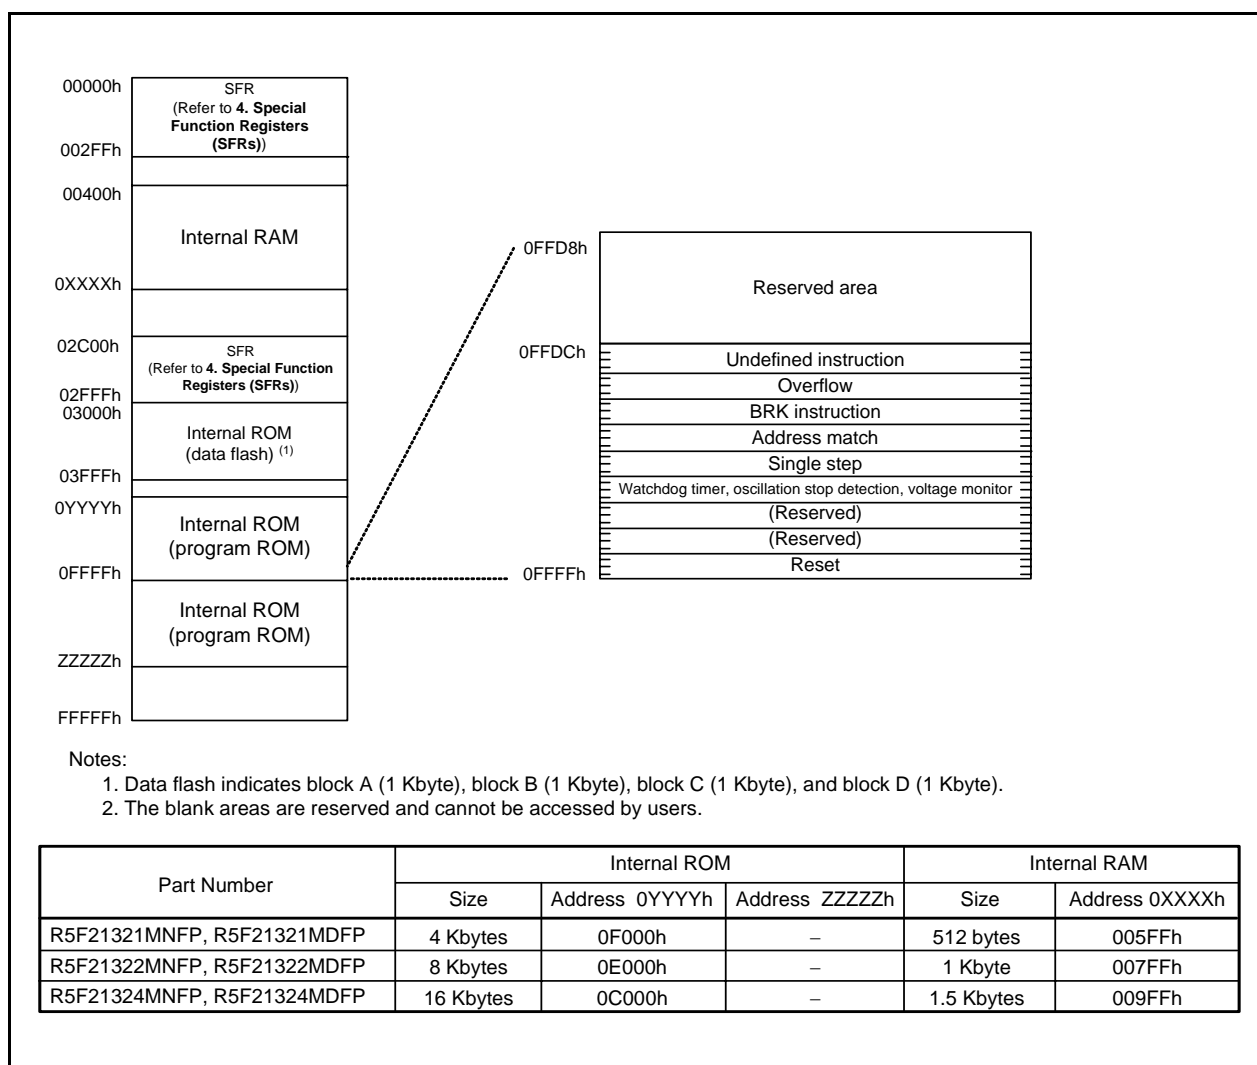 00000h
SFR
(Refer to 4. Special
Function Registers
(SFRs))
002FFh
00400h
Internal RAM
0XXXXh
02C00h
SFR
(Refer to 4. Special Function
Registers (SFRs))
02FFFh
03000h
Internal ROM
(data flash) (1)
03FFFh
0YYYYh
Internal ROM
(program ROM)
0FFFFh
Internal ROM
(program ROM)
ZZZZZh
FFFFFh
0FFD8h
Reserved area
0FFDCh
Undefined instruction
Overflow
BRK instruction
Address match
Single step
Watchdog timer, oscillation stop detection, voltage monitor
(Reserved)
(Reserved)
Reset
0FFFFh
Notes:
1. Data flash indicates block A (1 Kbyte), block B (1 Kbyte), block C (1 Kbyte), and block D (1 Kbyte).
2. The blank areas are reserved and cannot be accessed by users.
Part Number Internal ROM Internal RAM
Size Address 0YYYYh Address ZZZZZh Size Address 0XXXXh
R5F21321MNFP, R5F21321MDFP 4 Kbytes 0F000h – 512 bytes 005FFh
R5F21322MNFP, R5F21322MDFP 8 Kbytes 0E000h – 1 Kbyte 007FFh
R5F21324MNFP, R5F21324MDFP 16 Kbytes 0C000h – 1.5 Kbytes 009FFh